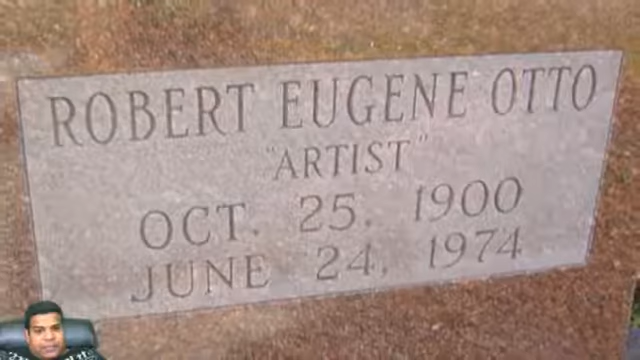 ROBERT EUGENE OTTO
"ARTIST"
OCT. 25. 1900
JUNE 24, 1974